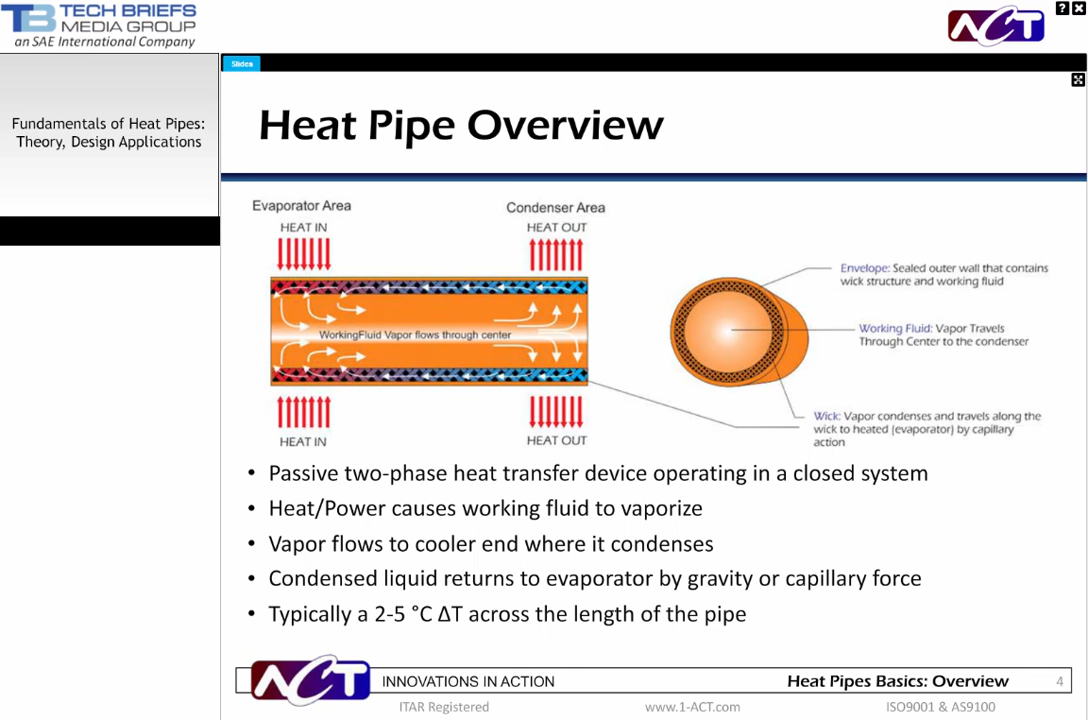 TB TECH BRIEFS
MEDIA GROUP
an SAE International Company
ACT
?
Slides
Fundamentals of Heat Pipes:
Theory, Design Applications
Heat Pipe Overview
Evaporator Area
Condenser Area
HEAT IN
HEAT OUT
WorkingFluid Vapor flows through center
HEAT IN
HEAT OUT
Envelope: Sealed outer wall that contains
wick structure and working fluid
Working Fluid: Vapor Travels
Through Center to the condenser
Wick: Vapor condenses and travels along the
wick to heated (evaporator) by capillary
action
• Passive two-phase heat transfer device operating in a closed system
• Heat/Power causes working fluid to vaporize
• Vapor flows to cooler end where it condenses
• Condensed liquid returns to evaporator by gravity or capillary force
• Typically a 2-5 °C ΔT across the length of the pipe
ACT
INNOVATIONS IN ACTION
Heat Pipes Basics: Overview
4
ITAR Registered
www.1-ACT.com
ISO9001 & AS9100